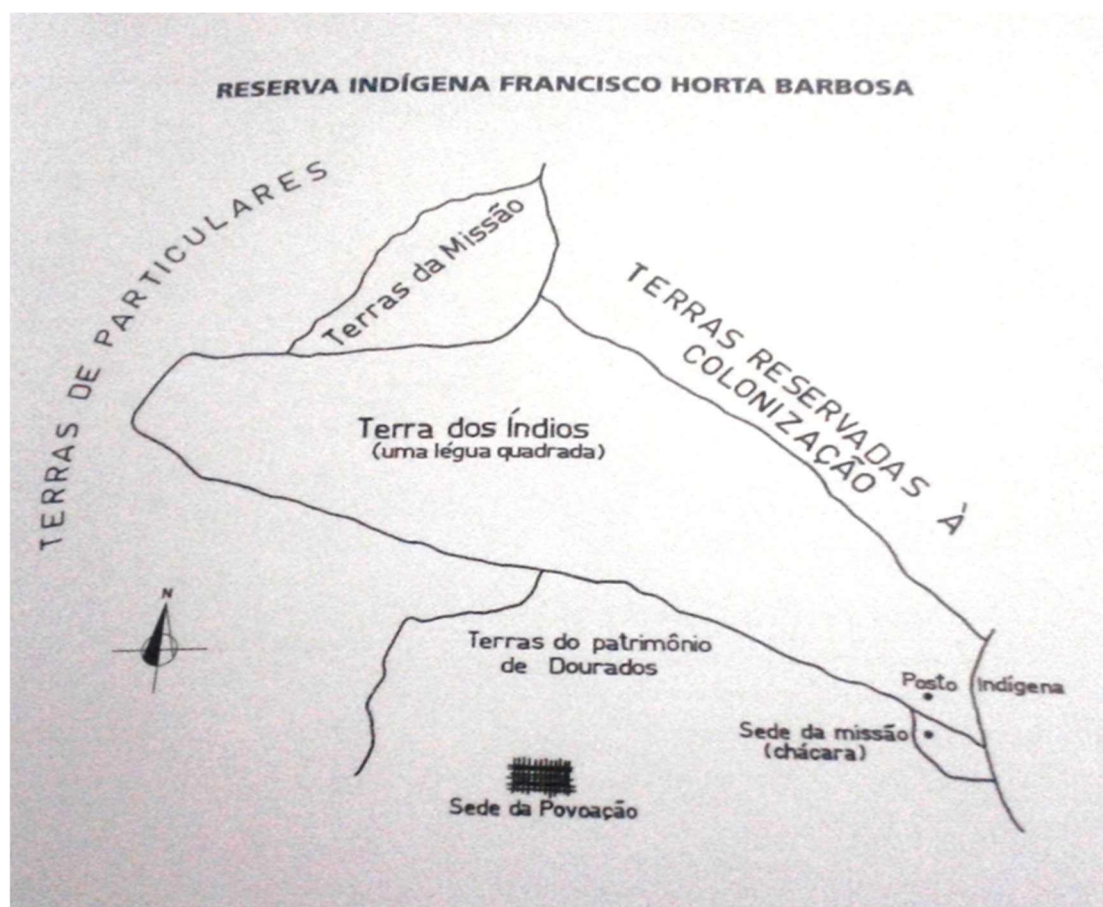 RESERVA INDÍGENA FRANCISCO HORTA BARBOSA
TERRAS DE PARTICULARES
Terras da Missão
TERRAS RESERVADAS À
COLONIZAÇÃO
Terra dos Índios
(uma légua quadrada)
N
Terras do patrimônio
de Dourados
Posto Indígena
Sede da missão
(chácara)
Sede da Povoação